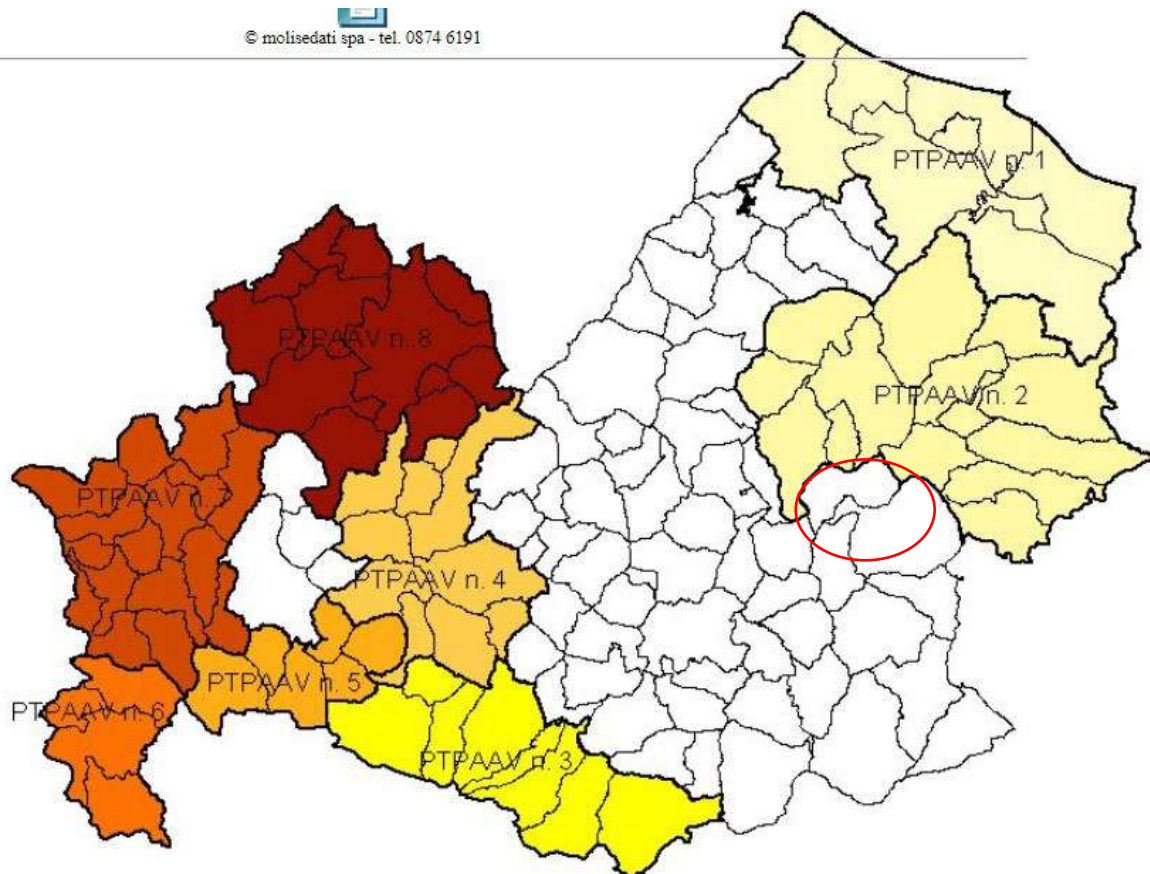 © molisedati spa - tel. 0874 6191
PTPAAV n. 1
PTPAAV n. 8
PTPAAV n. 2
PTPAAV n. 7
PTPAAV n. 4
PTPAAV n. 5
PTPAAV n. 6
PTPAAV n. 3